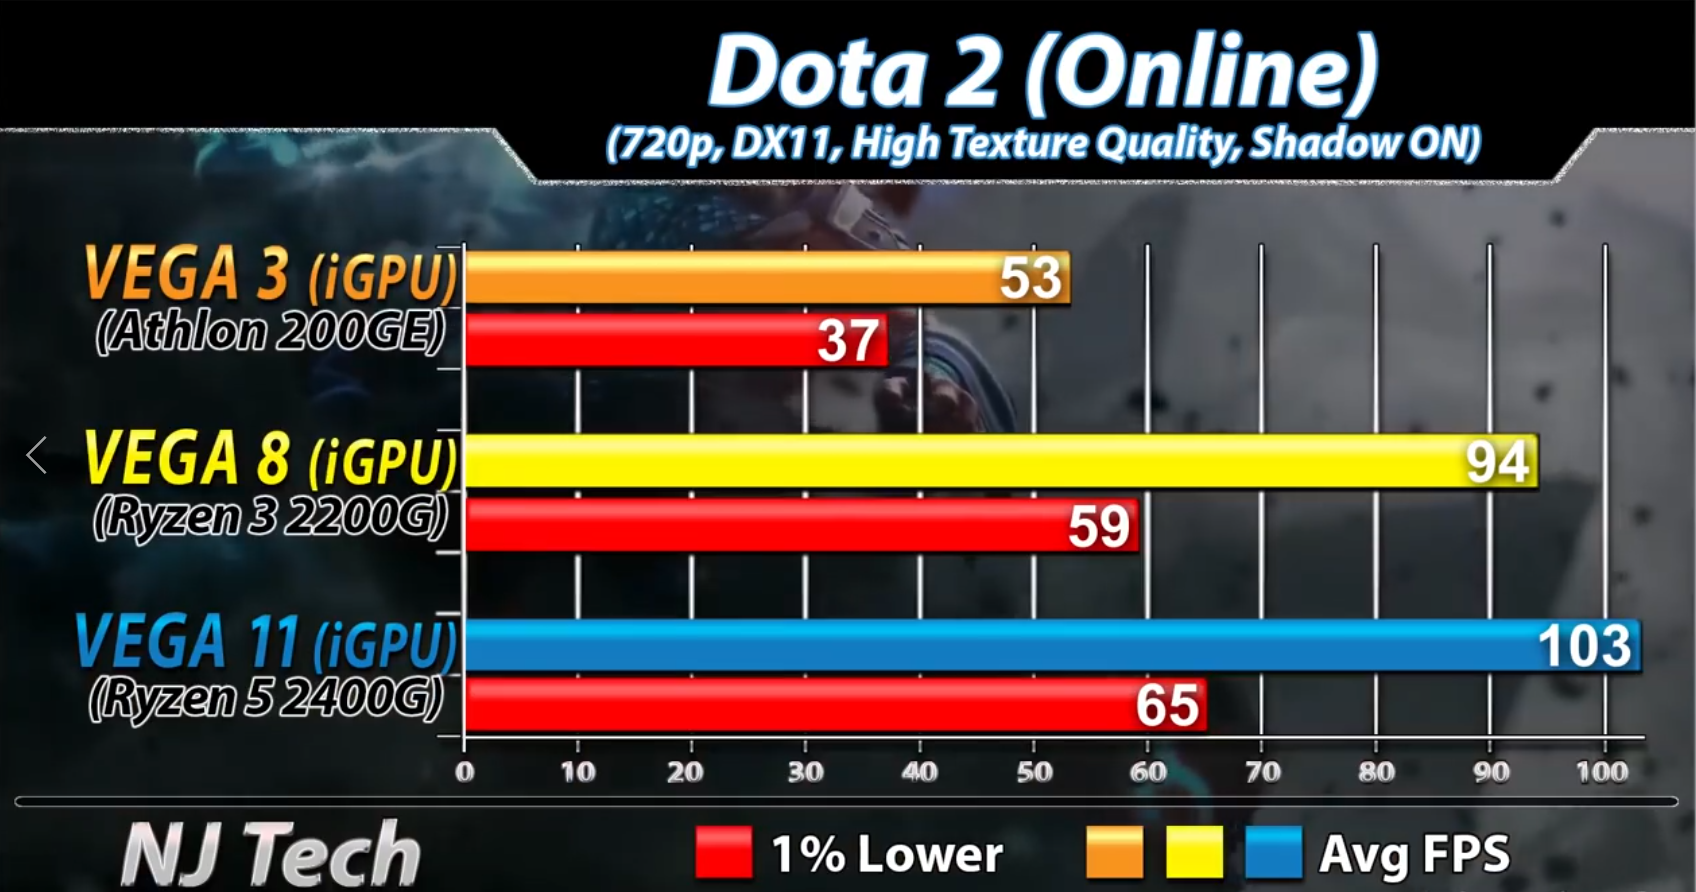 Dota 2 (Online)
(720p, DX11, High Texture Quality, Shadow ON)
VEGA 3 (iGPU)
(Athlon 200GE)
53
37
VEGA 8 (iGPU)
(Ryzen 3 2200G)
94
59
VEGA 11 (iGPU)
(Ryzen 5 2400G)
103
65
0 10 20 30 40 50 60 70 80 90 100
NJ Tech
1% Lower
Avg FPS